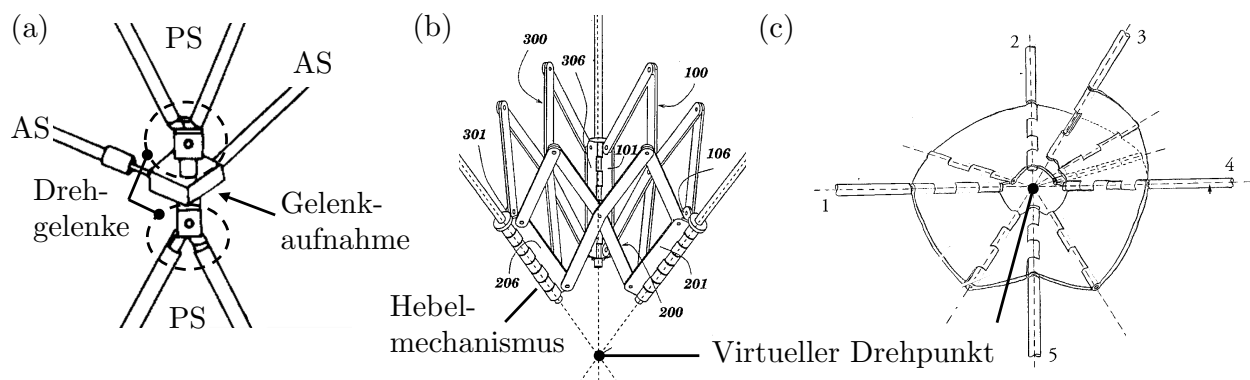 (a)
PS
AS
AS
Dreh-
gelenke
Gelenk-
aufnahme
PS
(b)
300
306
100
301
101
106
206
201
200
Hebel-
mechanismus
Virtueller Drehpunkt
(c)
2
3
1
4
5